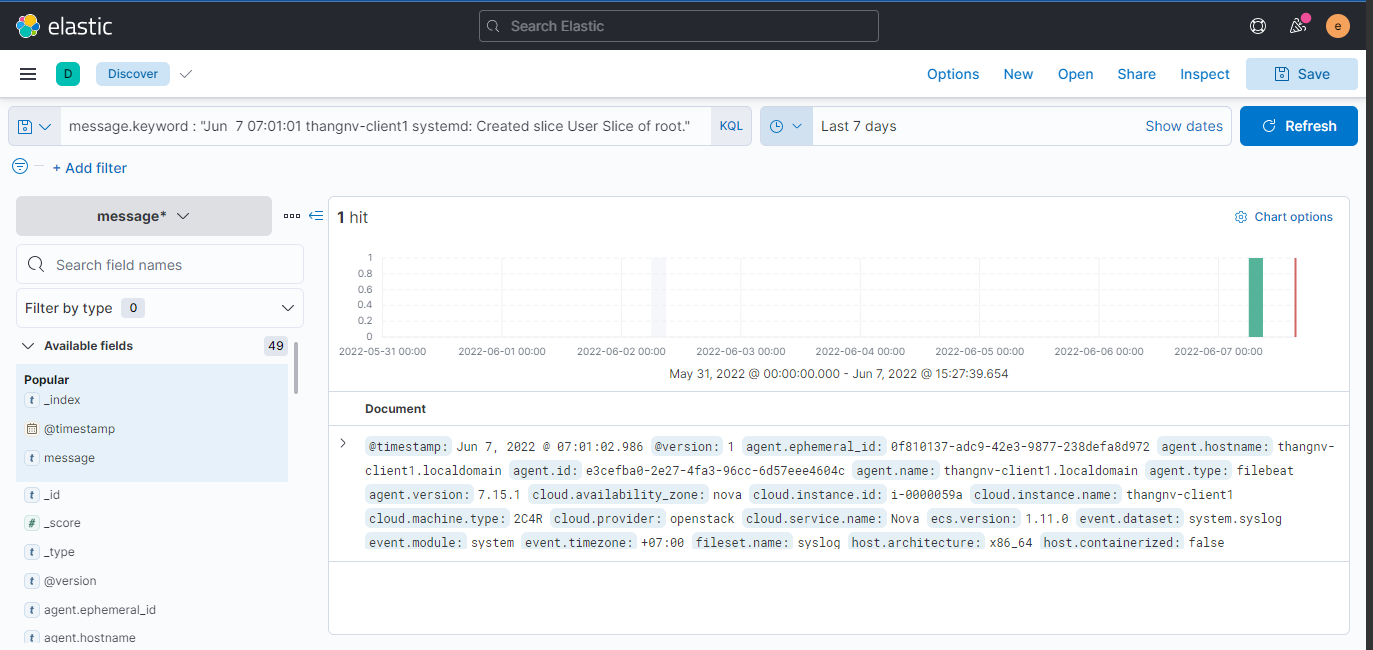 elastic
Search Elastic
e
D
Discover
Options New Open Share Inspect Save
message.keyword : "Jun  7 07:01:01 thangnv-client1 systemd: Created slice User Slice of root."
KQL
Last 7 days
Show dates
Refresh
+ Add filter
message*
1 hit
Chart options
Search field names
Filter by type 0
Available fields 49
Popular
t _index
@timestamp
t message
t _id
# _score
t _type
t @version
t agent.ephemeral_id
t agent.hostname
1
0.8
0.6
0.4
0.2
0
2022-05-31 00:00 2022-06-01 00:00 2022-06-02 00:00 2022-06-03 00:00 2022-06-04 00:00 2022-06-05 00:00 2022-06-06 00:00 2022-06-07 00:00
May 31, 2022 @ 00:00:00.000 - Jun 7, 2022 @ 15:27:39.654
Document
@timestamp: Jun 7, 2022 @ 07:01:02.986 @version: 1 agent.ephemeral_id: 0f810137-adc9-42e3-9877-238defa8d972 agent.hostname: thangnv-
client1.localdomain agent.id: e3cefba0-2e27-4fa3-96cc-6d57eee4604c agent.name: thangnv-client1.localdomain agent.type: filebeat
agent.version: 7.15.1 cloud.availability_zone: nova cloud.instance.id: i-0000059a cloud.instance.name: thangnv-client1
cloud.machine.type: 2C4R cloud.provider: openstack cloud.service.name: Nova ecs.version: 1.11.0 event.dataset: system.syslog
event.module: system event.timezone: +07:00 fileset.name: syslog host.architecture: x86_64 host.containerized: false